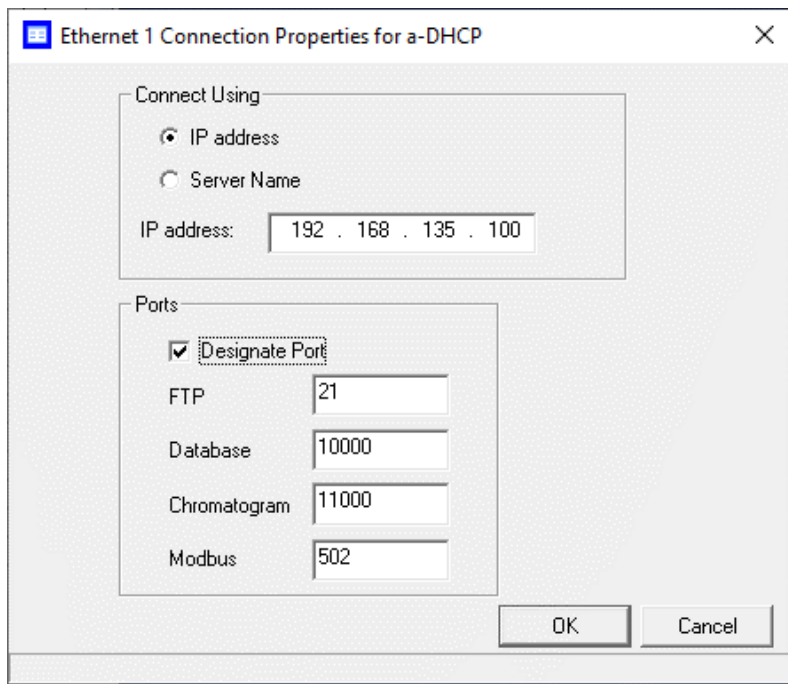 Ethernet 1 Connection Properties for a-DHCP
Connect Using
IP address
Server Name
IP address: 192 . 168 . 135 . 100
Ports
Designate Port
FTP 21
Database 10000
Chromatogram 11000
Modbus 502
OK Cancel